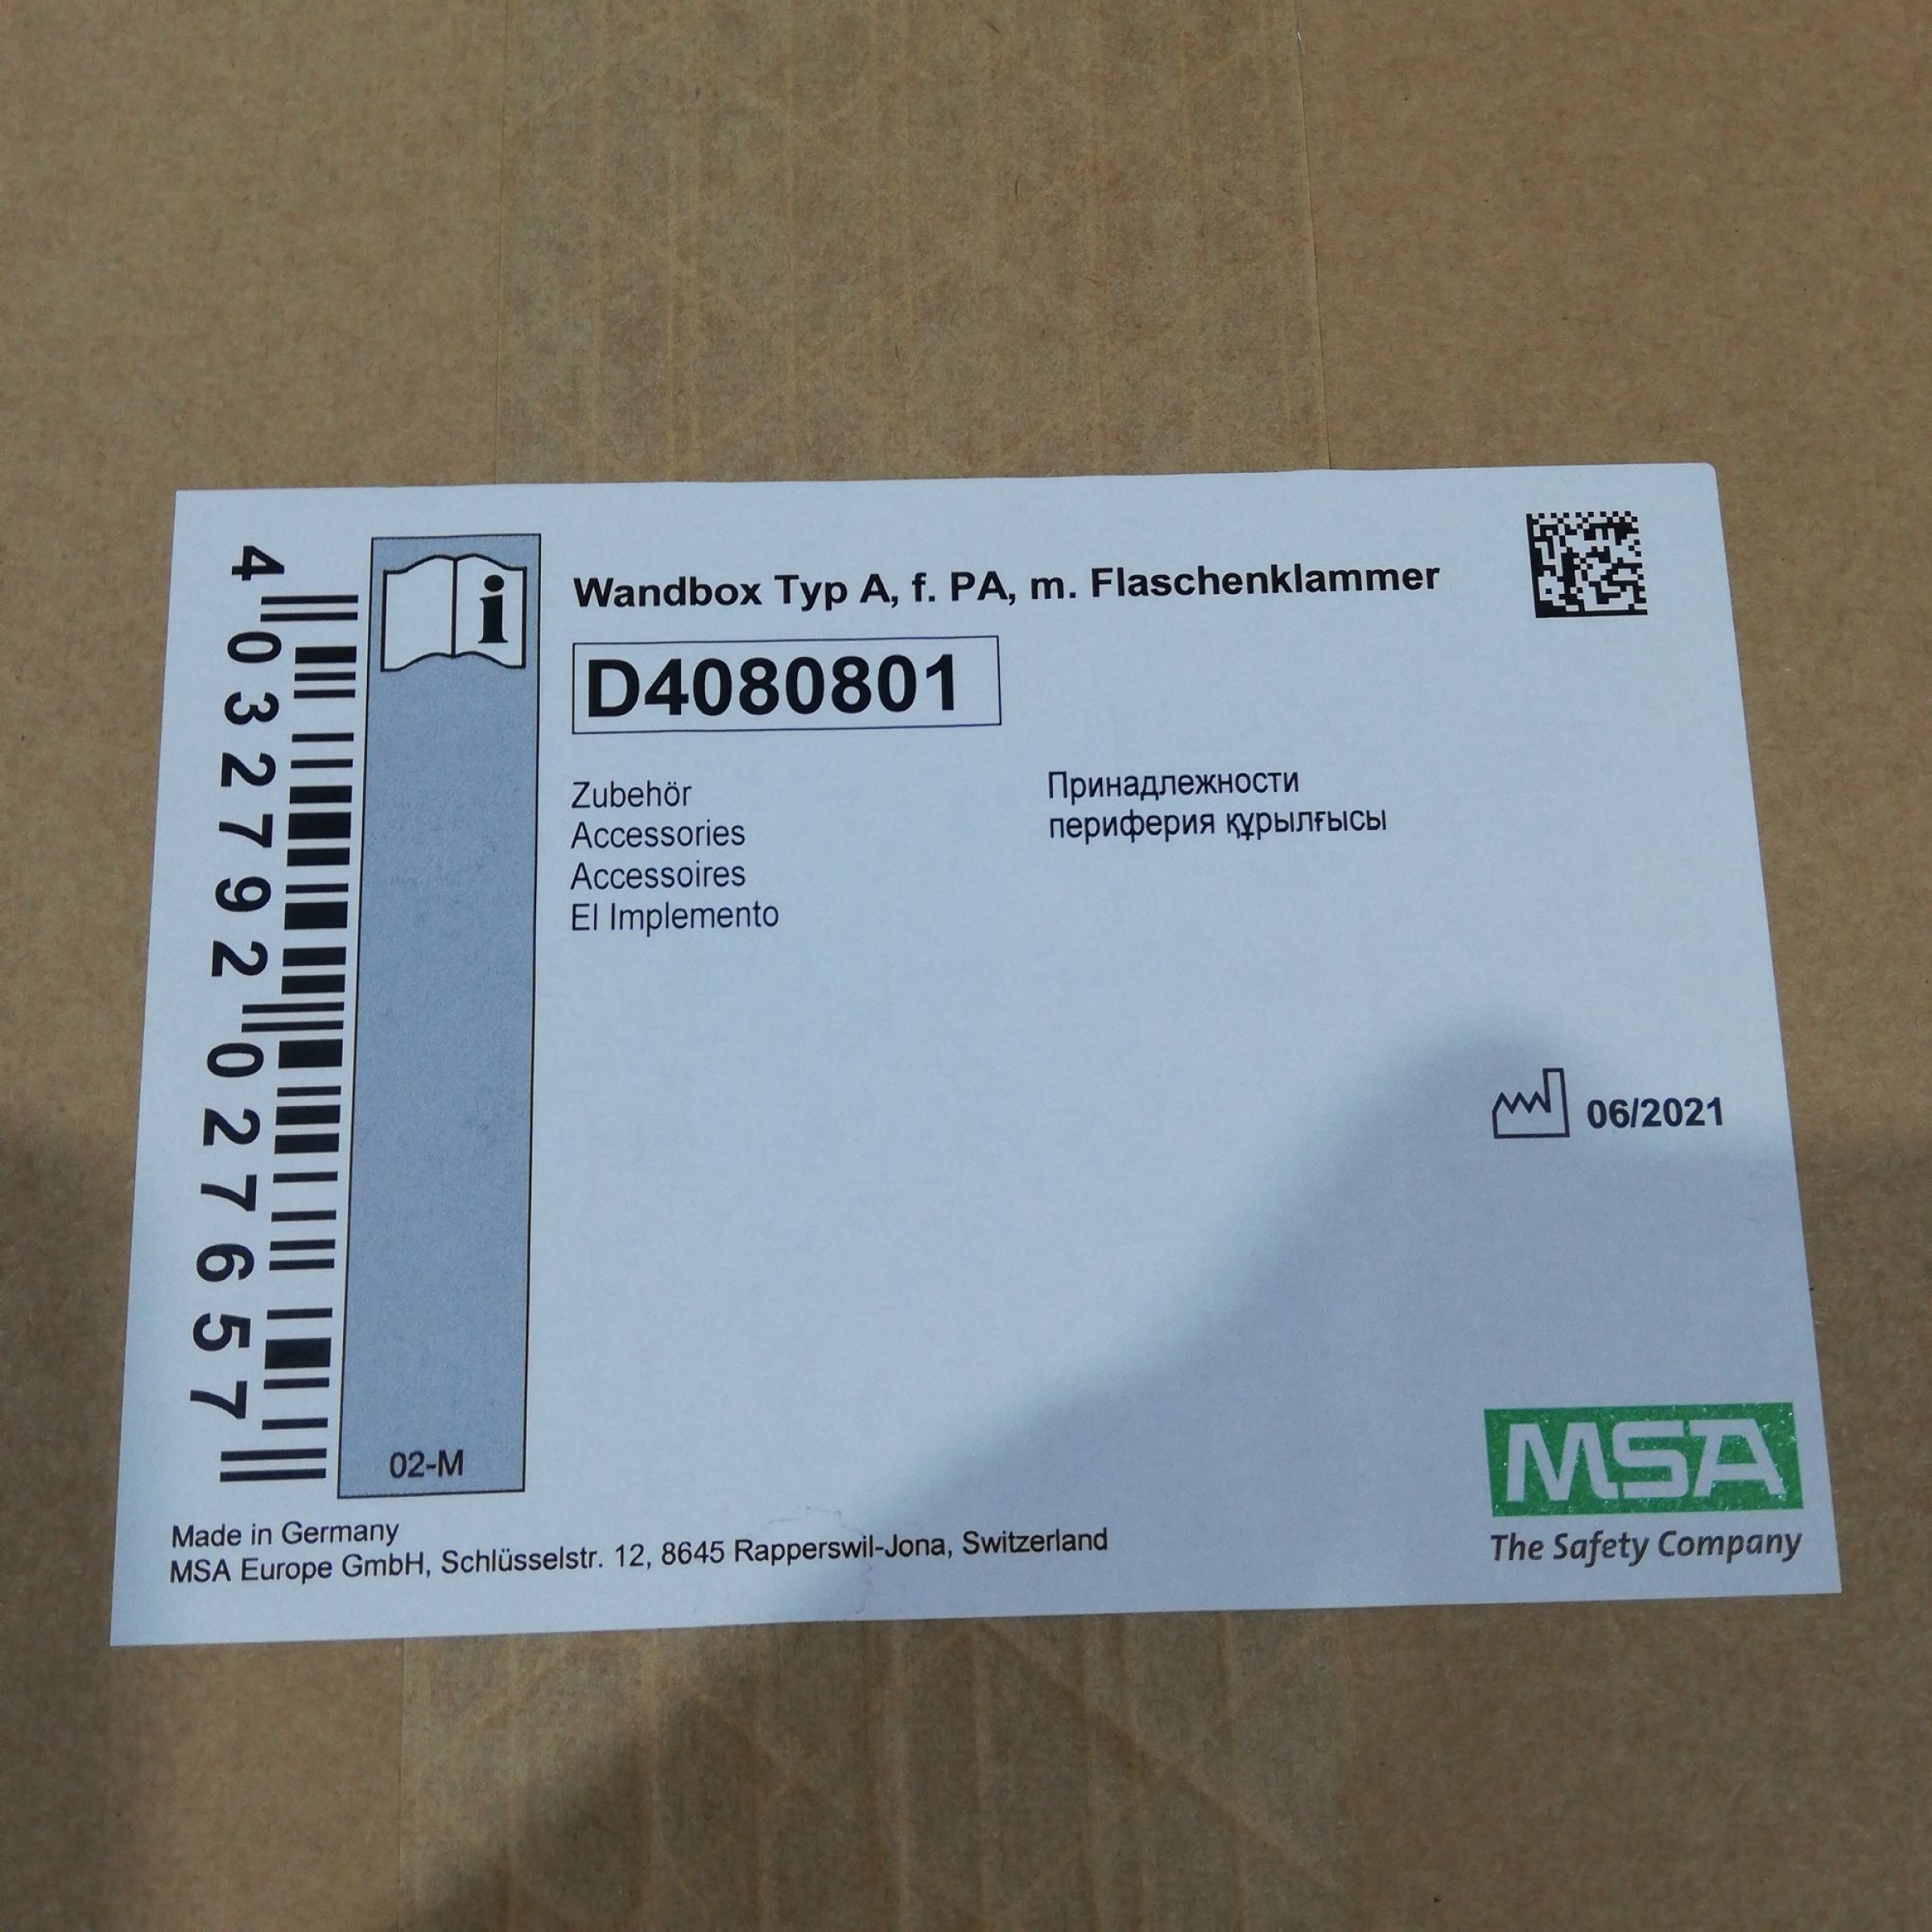 Wandbox Typ A, f. PA, m. Flaschenklammer
D4080801
Zubehör
Accessories
Accessoires
El Implemento
Принадлежности
периферия құрылғысы
4 032792 027657
i
02-M
06/2021
MSA
The Safety Company
Made in Germany
MSA Europe GmbH, Schlüsselstr. 12, 8645 Rapperswil-Jona, Switzerland